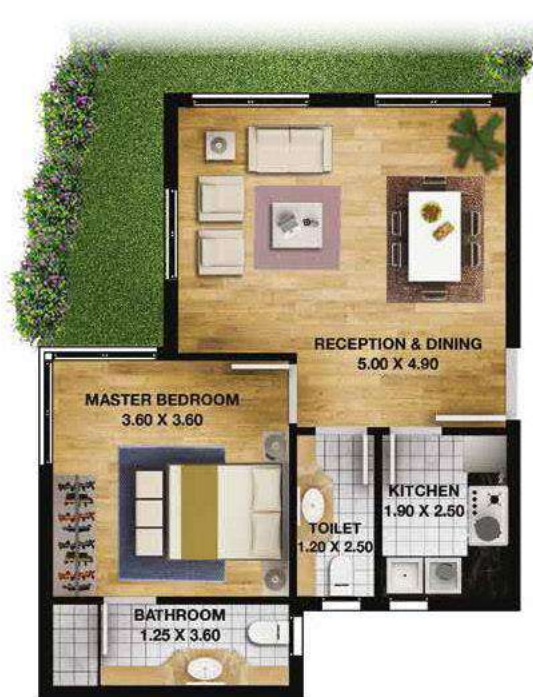 RECEPTION & DINING
5.00 X 4.90
MASTER BEDROOM
3.60 X 3.60
KITCHEN
1.90 X 2.50
TOILET
1.20 X 2.50
BATHROOM
1.25 X 3.60